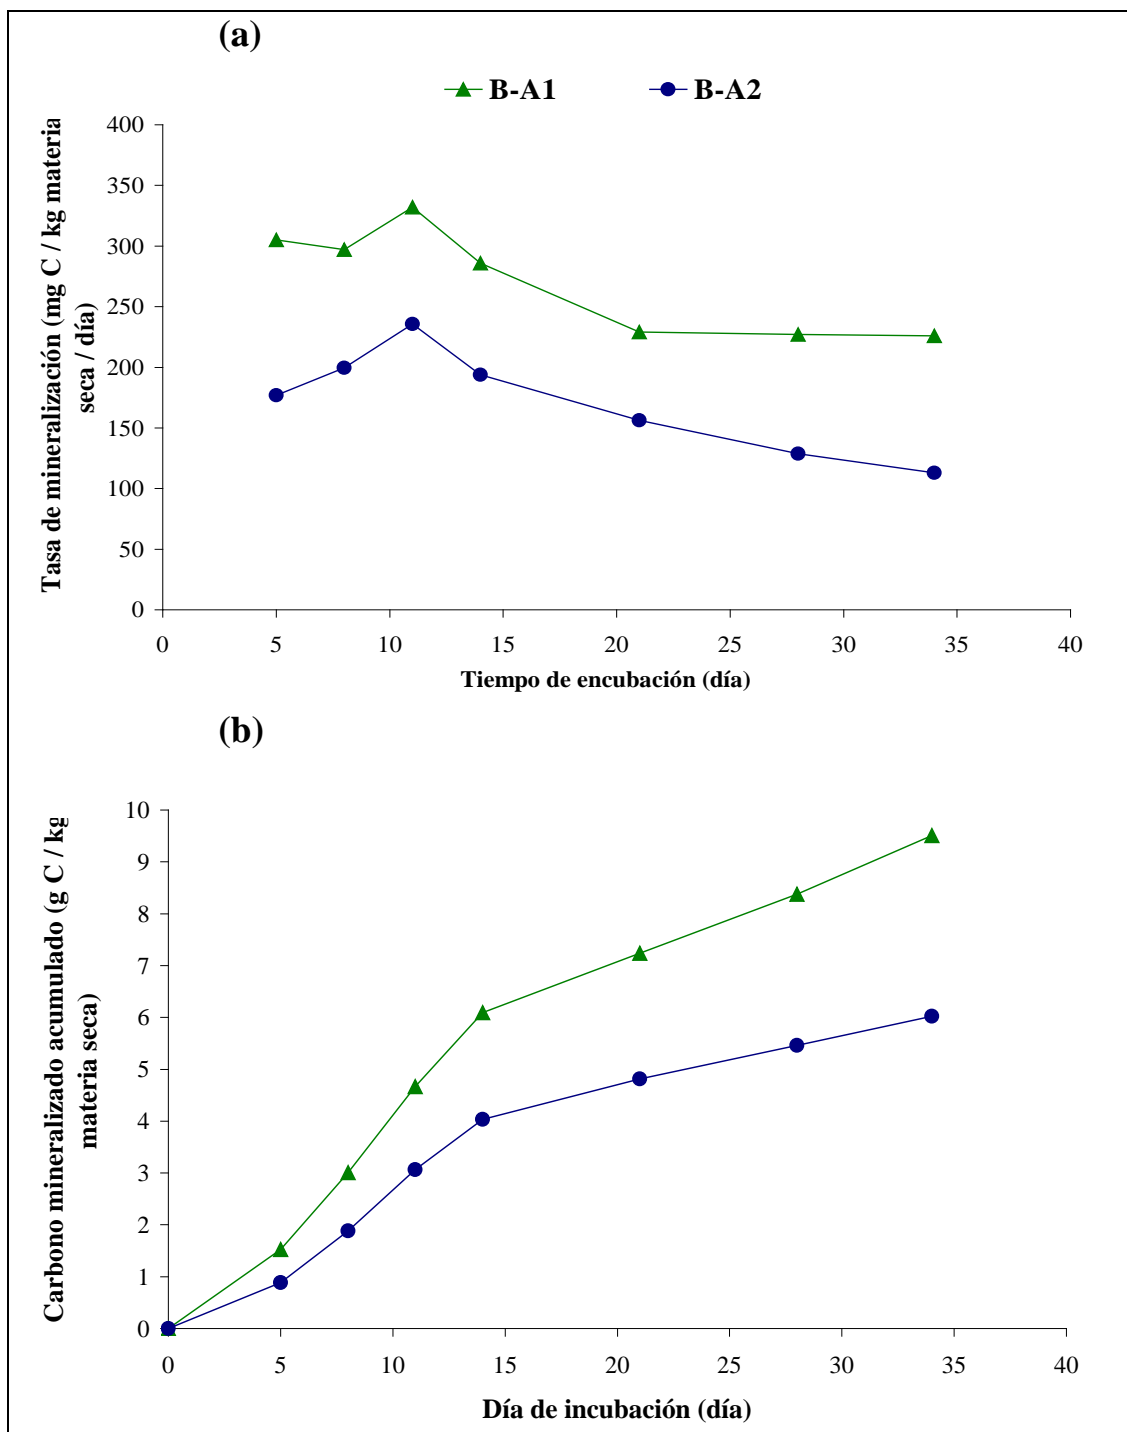 (a)
B-A1 B-A2
Tasa de mineralización (mg C / kg materia
seca / día)
400
350
300
250
200
150
100
50
0
0 5 10 15 20 25 30 35 40
Tiempo de encubación (día)
(b)
Carbono mineralizado acumulado (g C / kg
materia seca)
10
9
8
7
6
5
4
3
2
1
0
0 5 10 15 20 25 30 35 40
Día de incubación (día)